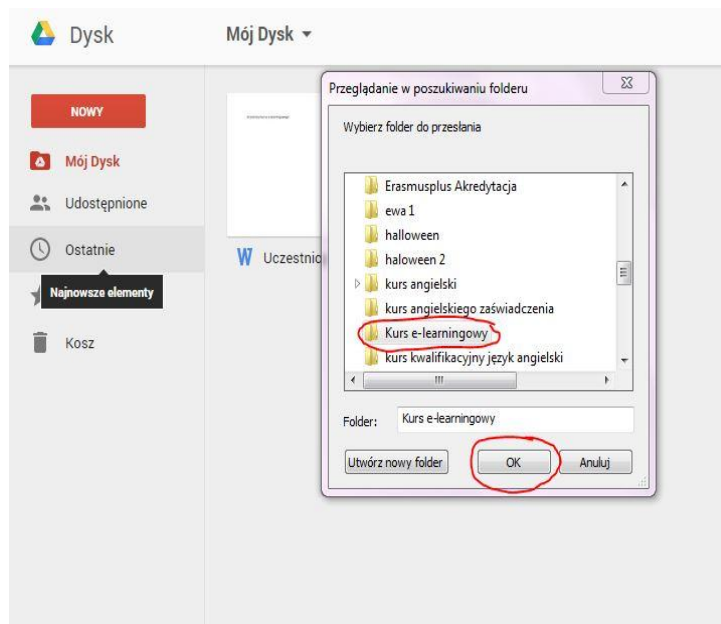 Dysk
Mój Dysk
NOWY
Mój Dysk
Udostępnione
Ostatnie
Najnowsze elementy
Kosz
W Uczestnic
Przeglądanie w poszukiwaniu folderu
Wybierz folder do przesłania
Erasmusplus Akredytacja
ewa 1
halloween
haloween 2
kurs angielski
kurs angielskiego zaświadczenia
Kurs e-learningowy
kurs kwalifikacyjny język angielski
Folder: Kurs e-learningowy
Utwórz nowy folder OK Anuluj